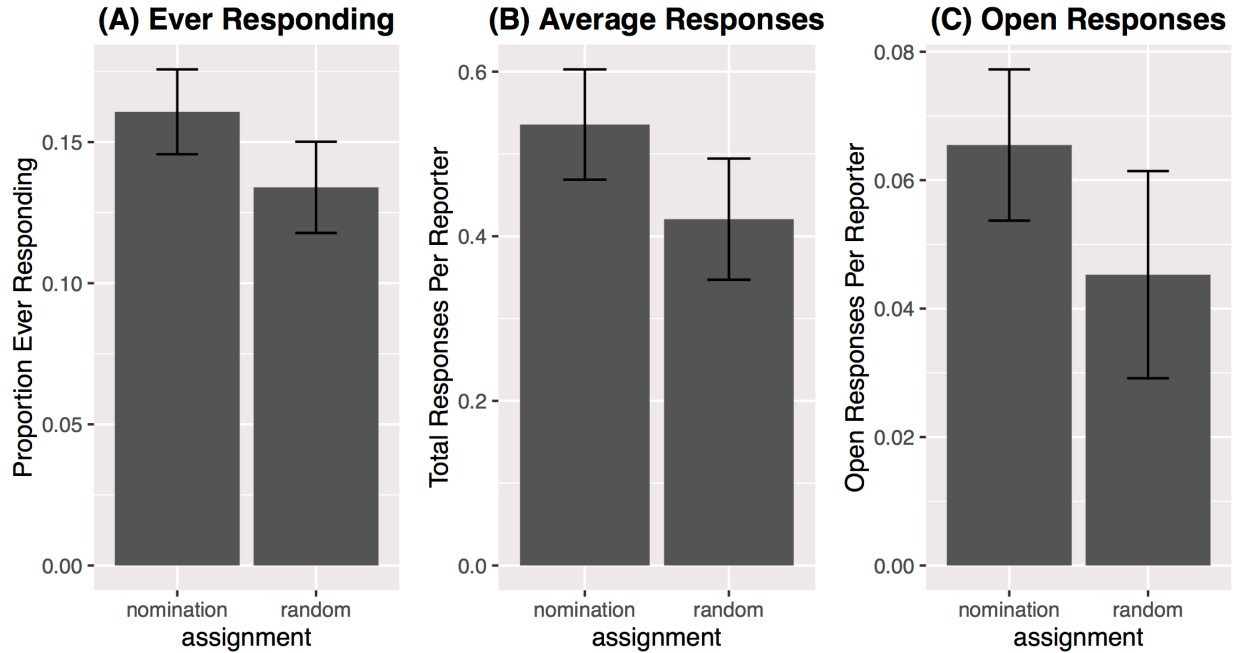 (A) Ever Responding
Proportion Ever Responding
0.15
0.10
0.05
0.00
nomination random
assignment
(B) Average Responses
Total Responses Per Reporter
0.6
0.4
0.2
0.0
nomination random
assignment
(C) Open Responses
Open Responses Per Reporter
0.08
0.06
0.04
0.02
0.00
nomination random
assignment